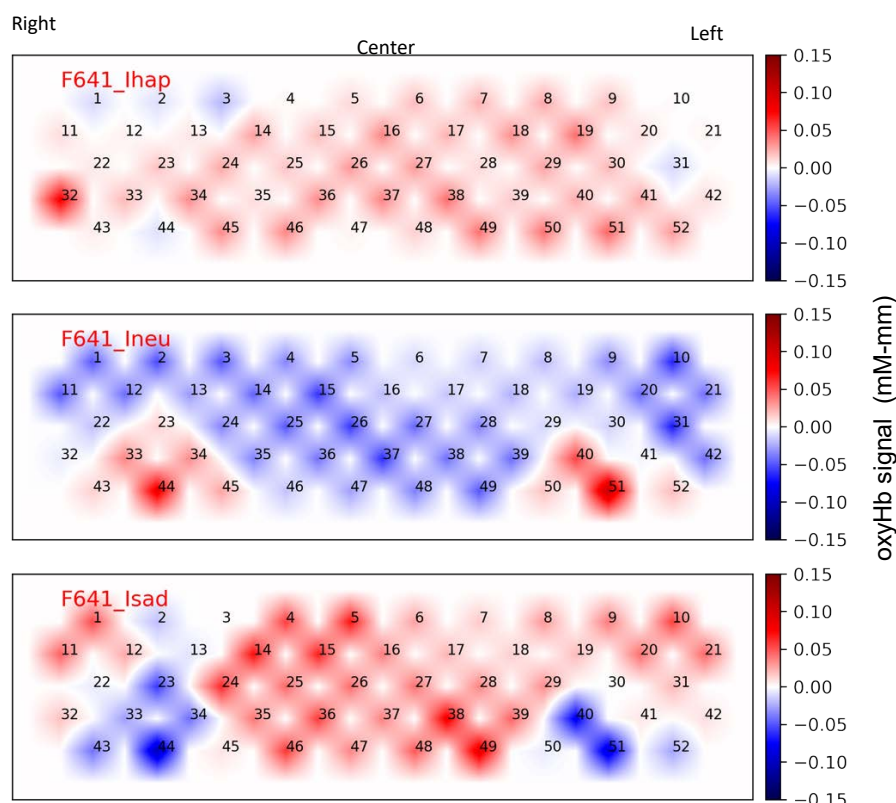 Right
Center
Left
F641_Ihap
1 2 3 4 5 6 7 8 9 10
11 12 13 14 15 16 17 18 19 20 21
22 23 24 25 26 27 28 29 30 31
32 33 34 35 36 37 38 39 40 41 42
43 44 45 46 47 48 49 50 51 52
0.15
0.10
0.05
0.00
−0.05
−0.10
−0.15
F641_Ineu
1 2 3 4 5 6 7 8 9 10
11 12 13 14 15 16 17 18 19 20 21
22 23 24 25 26 27 28 29 30 31
32 33 34 35 36 37 38 39 40 41 42
43 44 45 46 47 48 49 50 51 52
0.15
0.10
0.05
0.00
−0.05
−0.10
−0.15
oxyHb signal (mM-mm)
F641_Isad
1 2 3 4 5 6 7 8 9 10
11 12 13 14 15 16 17 18 19 20 21
22 23 24 25 26 27 28 29 30 31
32 33 34 35 36 37 38 39 40 41 42
43 44 45 46 47 48 49 50 51 52
0.15
0.10
0.05
0.00
−0.05
−0.10
−0.15